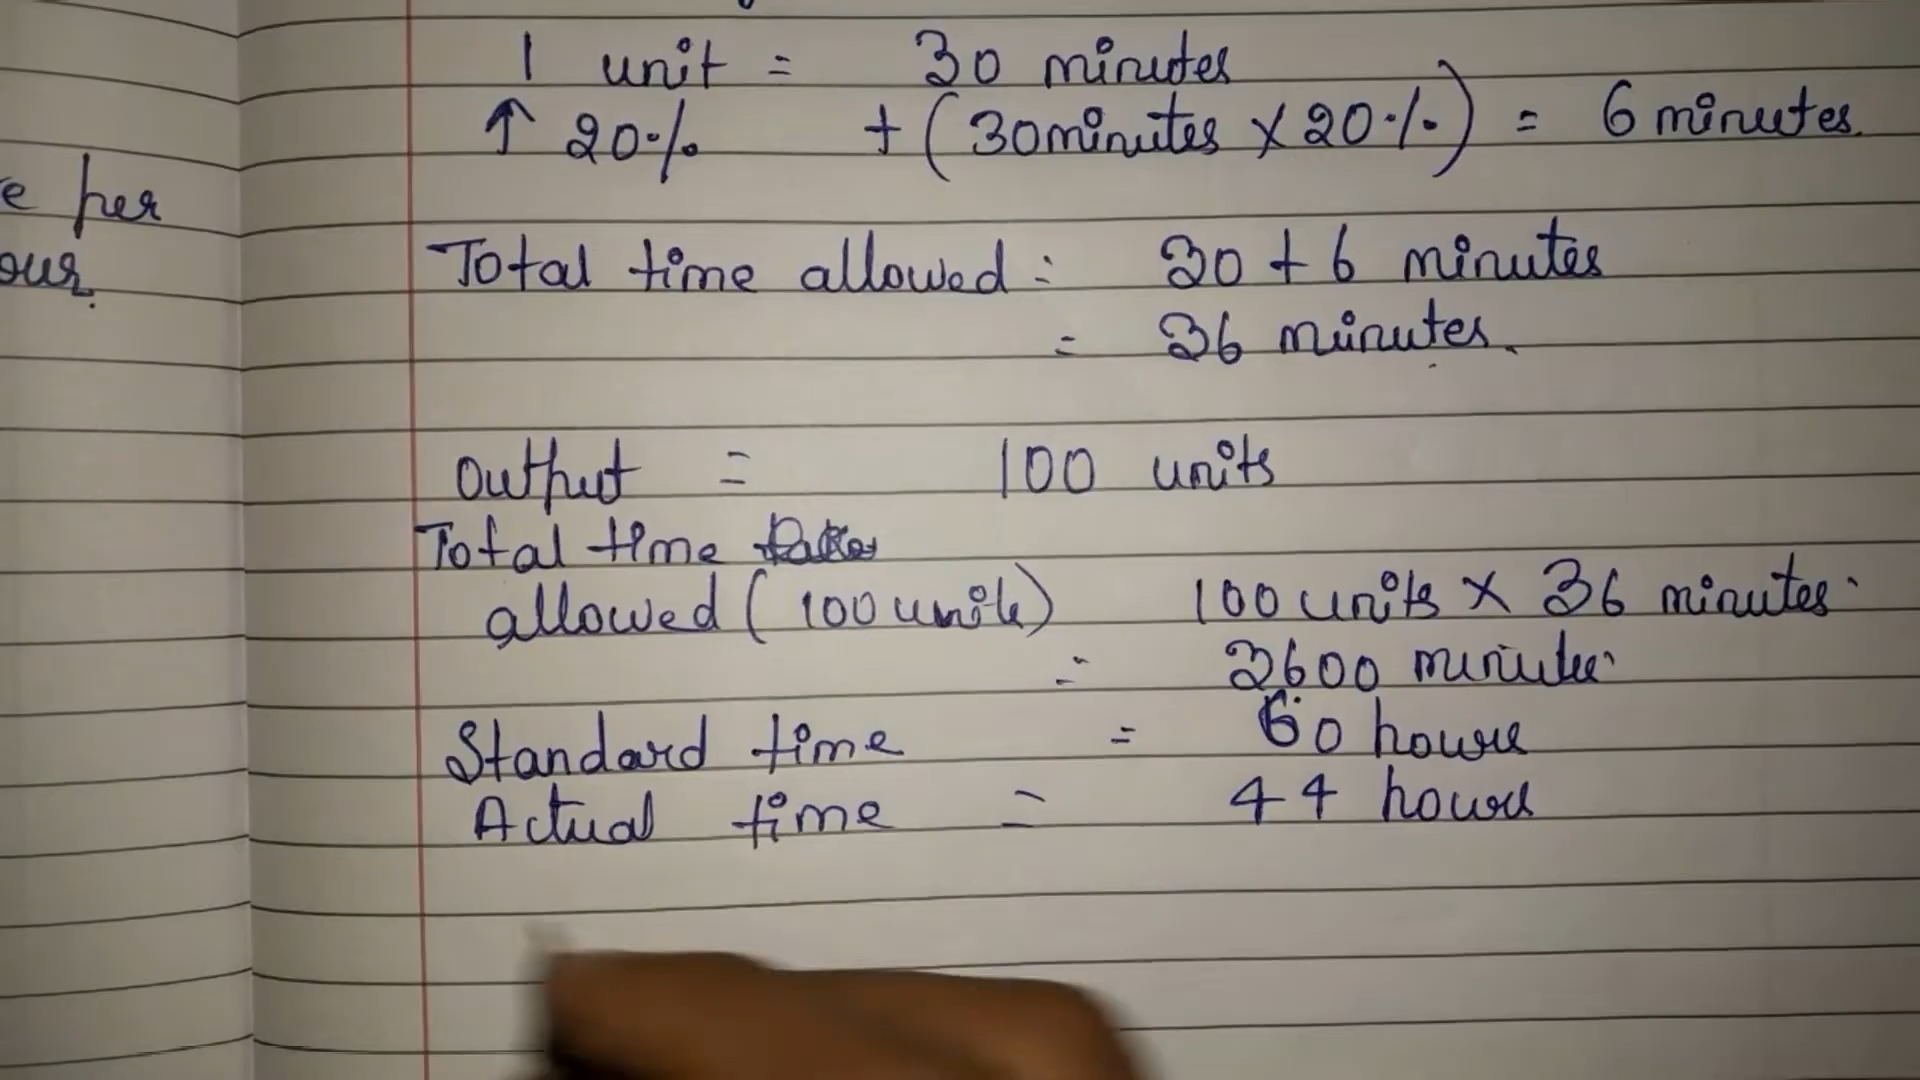 1 unit = 30 minutes
↑ 20% + (30minutes × 20%) = 6 minutes.
e per
our.
Total time allowed = 30 + 6 minutes
= 36 minutes.
Output = 100 units
Total time
allowed (100 units) 100 units × 36 minutes
= 3600 minutes
Standard time = 60 hours
Actual time = 44 hours